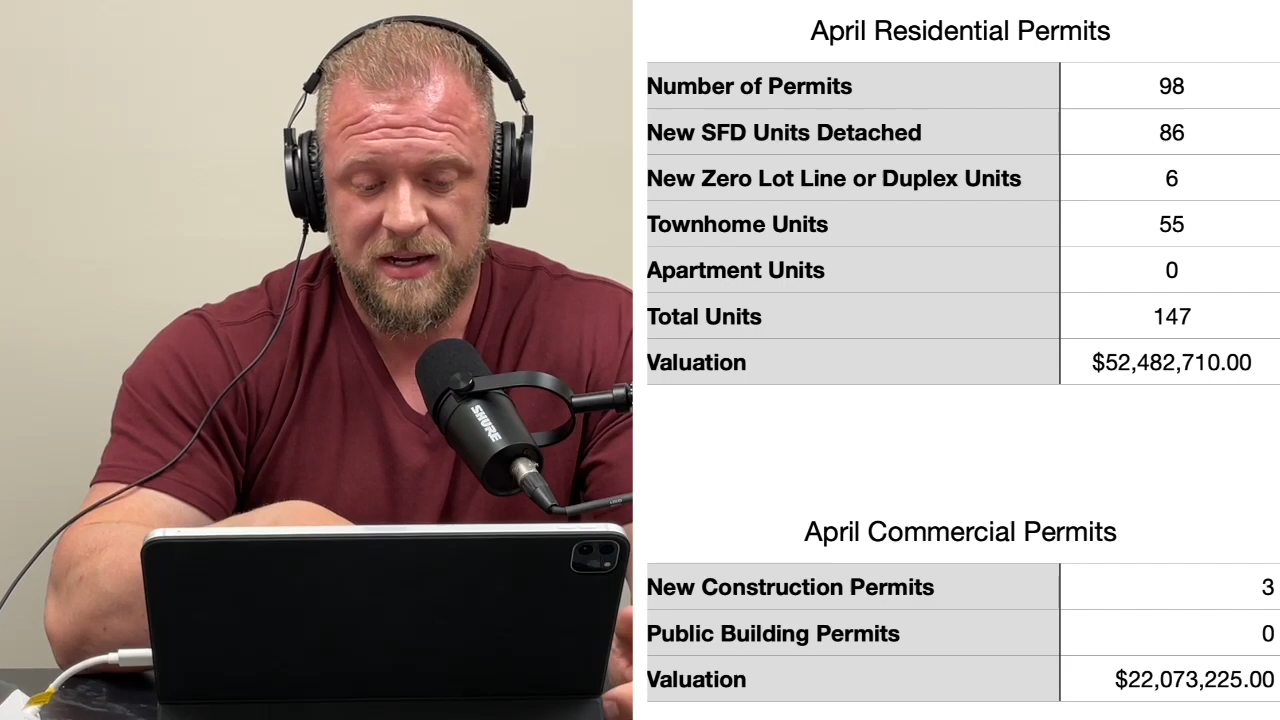 April Residential Permits
Number of Permits 98
New SFD Units Detached 86
New Zero Lot Line or Duplex Units 6
Townhome Units 55
Apartment Units 0
Total Units 147
Valuation $52,482,710.00
SHURE
April Commercial Permits
New Construction Permits 3
Public Building Permits 0
Valuation $22,073,225.00